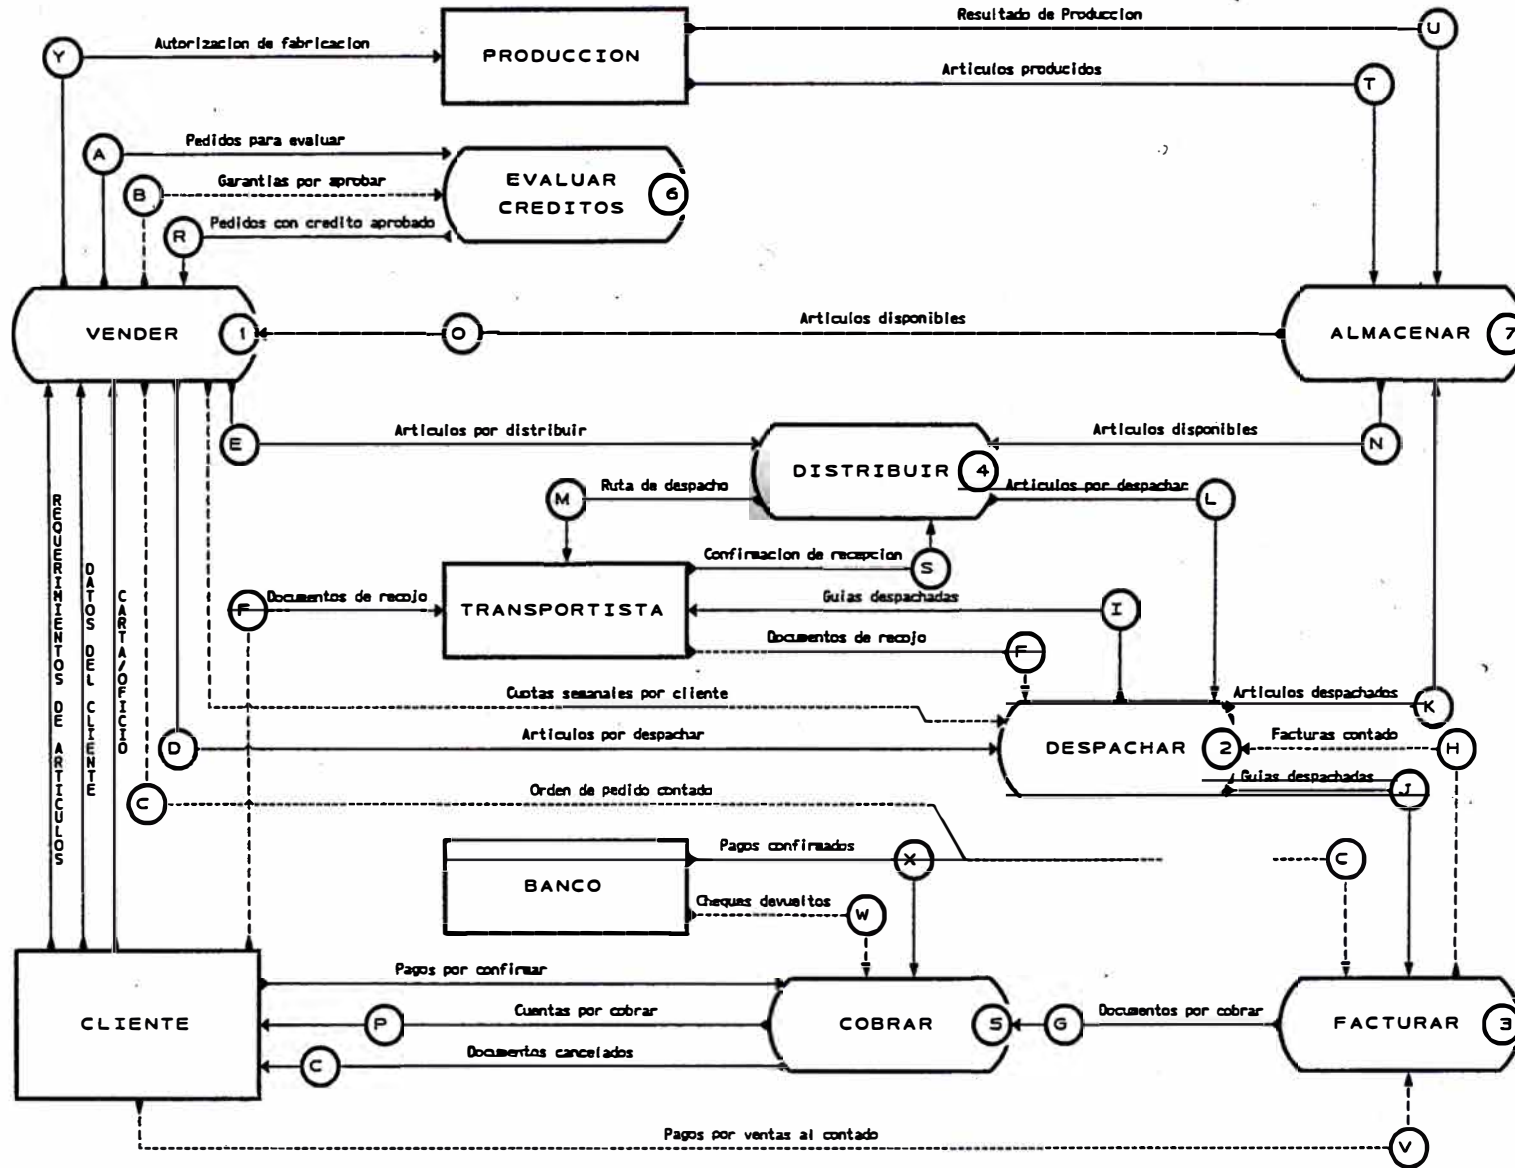 Resultado de Produccion
U
Autorizacion de fabricacion
Y
PRODUCCION
Articulos producidos
T
Pedidos para evaluar
A
Garantias por aprobar
B
EVALUAR
CREDITOS
6
Pedidos con credito aprobado
R
VENDER
1
O
Articulos disponibles
ALMACENAR
7
E
Articulos por distribuir
Articulos disponibles
N
DISTRIBUIR
4
M
Ruta de despacho
Articulos por despachar
L
Confirmacion de recepcion
S
F
Documentos de recojo
TRANSPORTISTA
Guias despachadas
I
Documentos de recojo
F
REQUERIMIENTOS DE ARTICULOS
DATOS DEL CLIENTE
CARTA/OFICIO
Cuotas semanales por cliente
Articulos despachados
K
D
Articulos por despachar
DESPACHAR
2
Facturas contado
H
Guias despachadas
J
C
Orden de pedido contado
Pagos confirmados
X
C
BANCO
Cheques devueltos
W
Pagos por confirmar
CLIENTE
P
Cuentas por cobrar
COBRAR
5
G
Documentos por cobrar
FACTURAR
3
C
Documentos cancelados
Pagos por ventas al contado
V